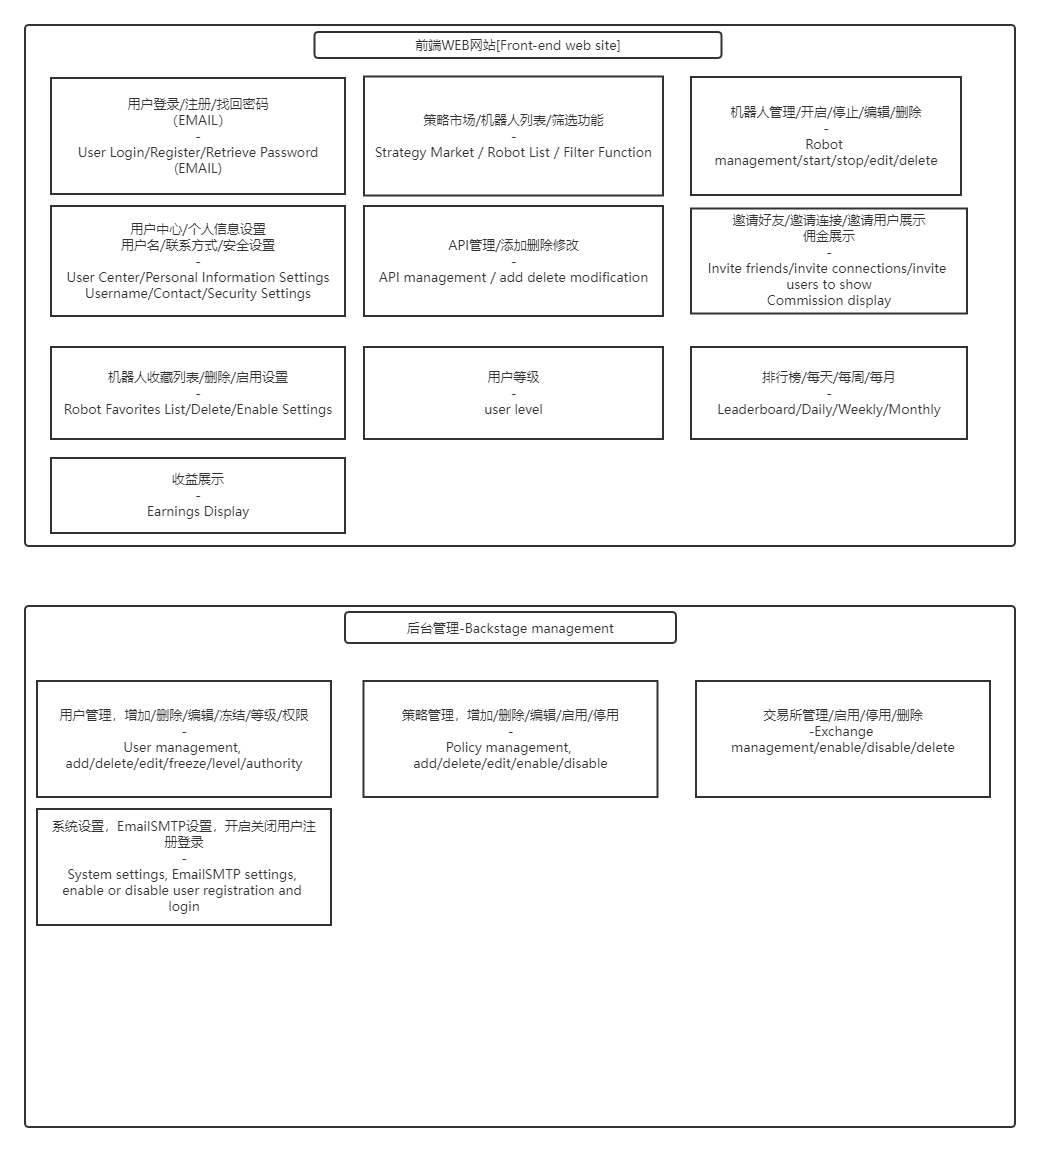 前端WEB网站[Front-end web site]
用户登录/注册/找回密码
（EMAIL）
-
User Login/Register/Retrieve Password
(EMAIL)
策略市场/机器人列表/筛选功能
-
Strategy Market / Robot List / Filter Function
机器人管理/开启/停止/编辑/删除
-
Robot
management/start/stop/edit/delete
用户中心/个人信息设置
用户名/联系方式/安全设置
-
User Center/Personal Information Settings
Username/Contact/Security Settings
API管理/添加删除修改
-
API management / add delete modification
邀请好友/邀请连接/邀请用户展示
佣金展示
-
Invite friends/invite connections/invite
users to show
Commission display
机器人收藏列表/删除/启用设置
-
Robot Favorites List/Delete/Enable Settings
用户等级
-
user level
排行榜/每天/每周/每月
-
Leaderboard/Daily/Weekly/Monthly
收益展示
-
Earnings Display
后台管理-Backstage management
用户管理，增加/删除/编辑/冻结/等级/权限
-
User management,
add/delete/edit/freeze/level/authority
策略管理，增加/删除/编辑/启用/停用
-
Policy management,
add/delete/edit/enable/disable
交易所管理/启用/停用/删除
-Exchange
management/enable/disable/delete
系统设置，EmailSMTP设置，开启关闭用户注
册登录
-
System settings, EmailSMTP settings,
enable or disable user registration and
login